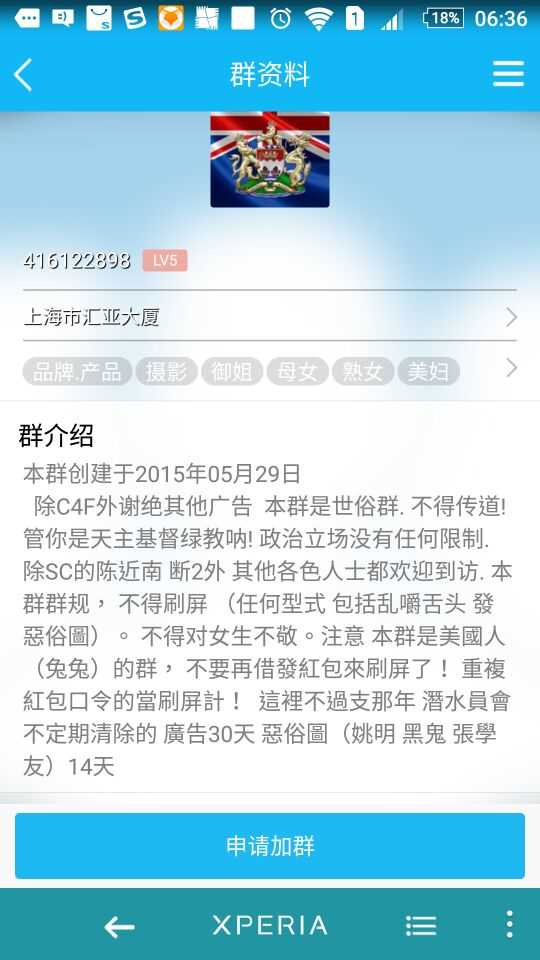 18% 06:36
群资料
416122898 LV5
上海市汇亚大厦
品牌.产品 摄影 御姐 母女 熟女 美妇
群介绍
本群创建于2015年05月29日
除C4F外谢绝其他广告 本群是世俗群. 不得传道!
管你是天主基督绿教呐! 政治立场没有任何限制.
除SC的陈近南 断2外 其他各色人士都欢迎到访. 本
群群规， 不得刷屏 （任何型式 包括乱嚼舌头 發
惡俗圖）。 不得对女生不敬。注意 本群是美國人
（兔兔）的群， 不要再借發紅包來刷屏了！ 重複
紅包口令的當刷屏計！ 這裡不過支那年 潛水員會
不定期清除的 廣告30天 惡俗圖（姚明 黑鬼 張學
友）14天
申请加群
XPERIA